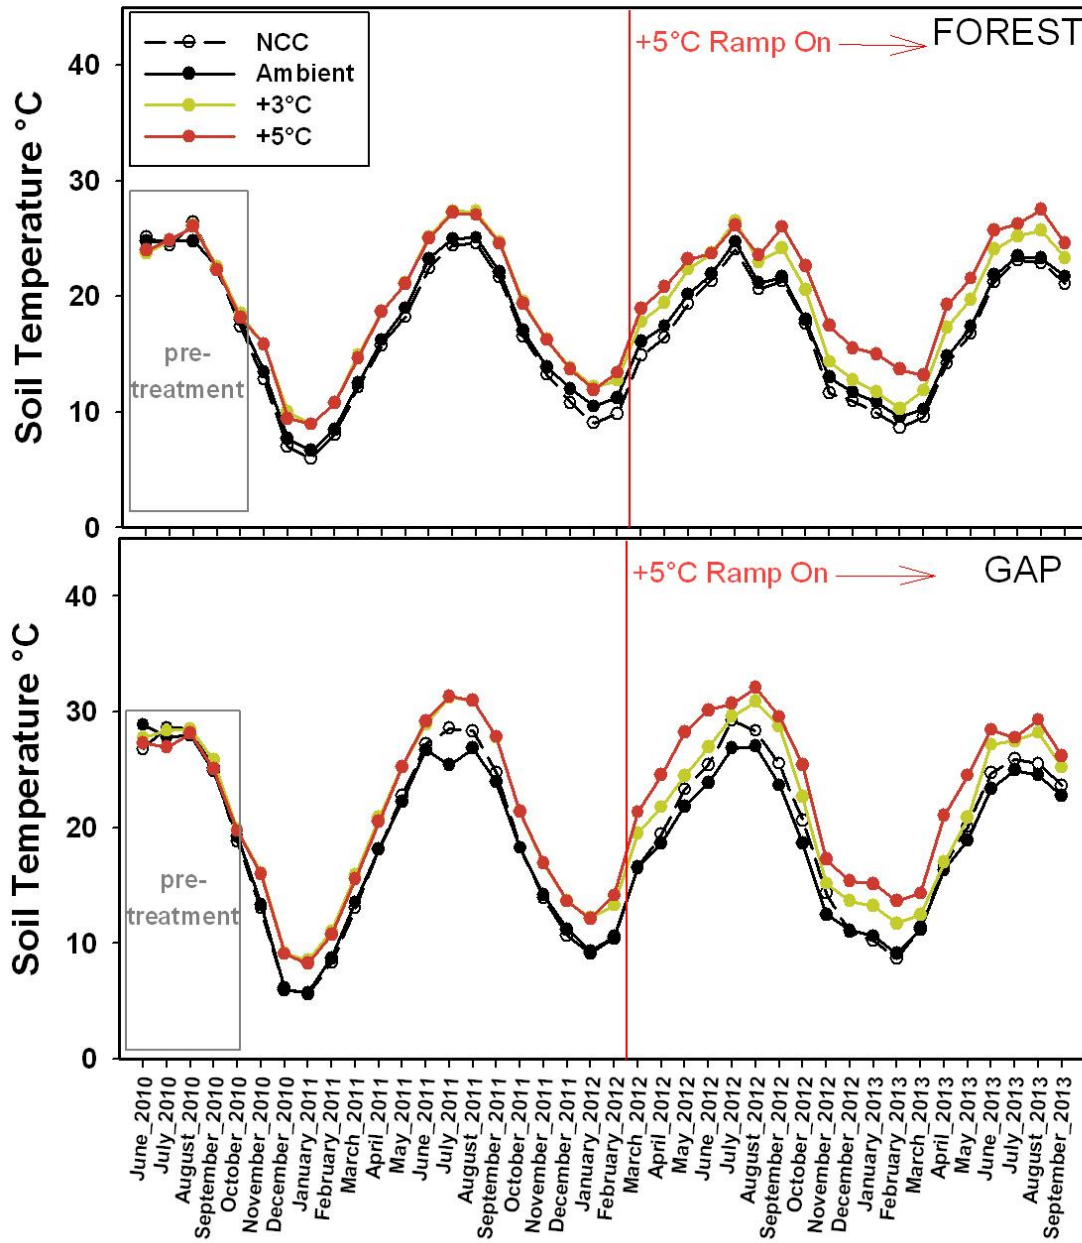 FOREST
+5°C Ramp On
NCC
Ambient
+3°C
+5°C
Soil Temperature °C
40
30
20
10
0
pre-
treatment
GAP
+5°C Ramp On
Soil Temperature °C
40
30
20
10
0
pre-
treatment
June_2010
July_2010
August_2010
September_2010
October_2010
November_2010
December_2010
January_2011
February_2011
March_2011
April_2011
May_2011
June_2011
July_2011
August_2011
September_2011
October_2011
November_2011
December_2011
January_2012
February_2012
March_2012
April_2012
May_2012
June_2012
July_2012
August_2012
September_2012
October_2012
November_2012
December_2012
January_2013
February_2013
March_2013
April_2013
May_2013
June_2013
July_2013
August_2013
September_2013